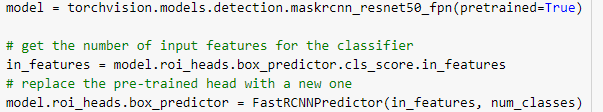 model = torchvision.models.detection.maskrcnn_resnet50_fpn(pretrained=True)
# get the number of input features for the classifier
in_features = model.roi_heads.box_predictor.cls_score.in_features
# replace the pre-trained head with a new one
model.roi_heads.box_predictor = FastRCNNPredictor(in_features, num_classes)